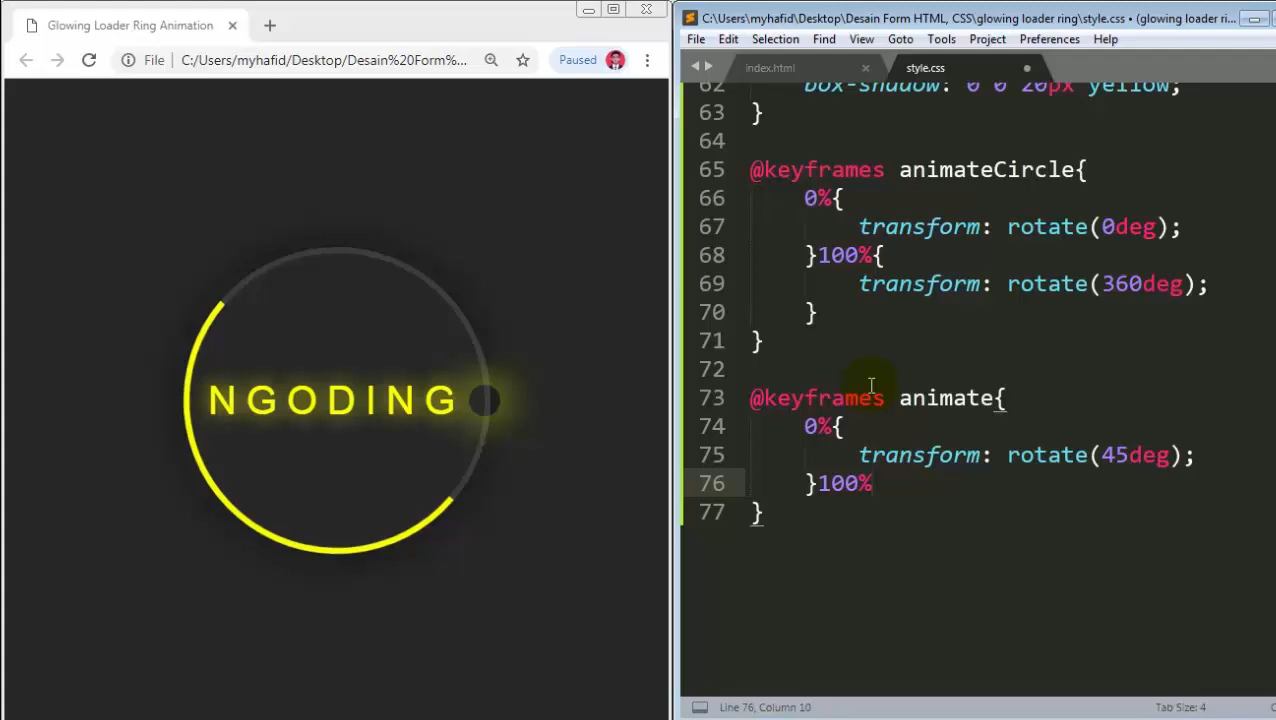 Glowing Loader Ring Animation
File C:/Users/myhafid/Desktop/Desain%20Form%... Paused
NGODING
C:\Users\myhafid\Desktop\Desain Form HTML, CSS\glowing loader ring\style.css • (glowing loader ri...
File Edit Selection Find View Goto Tools Project Preferences Help
index.html style.css
62 box-shadow: 0 0 20px yellow;
63 }
64
65 @keyframes animateCircle{
66 0%{
67 transform: rotate(0deg);
68 }100%{
69 transform: rotate(360deg);
70 }
71 }
72
73 @keyframes animate{
74 0%{
75 transform: rotate(45deg);
76 }100%
77 }
Line 76, Column 10 Tab Size: 4